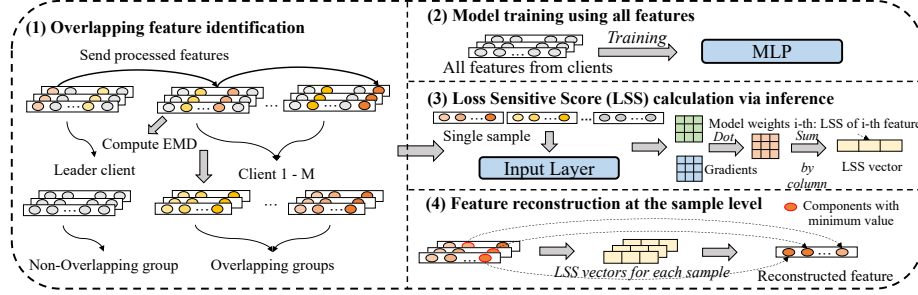 (1) Overlapping feature identification
Send processed features
...
...
...
...
...
Compute EMD
Leader client
Client 1 - M
...
...
...
...
Non-Overlapping group
Overlapping groups
(2) Model training using all features
...
Training
MLP
All features from clients
(3) Loss Sensitive Score (LSS) calculation via inference
... ... ... ...
Single sample
Input Layer
Model weights
i-th: LSS of i-th feature
Dot
Sum
by
column
Gradients
LSS vector
(4) Feature reconstruction at the sample level
Components with
minimum value
...
...
LSS vectors for each sample
Reconstructed feature